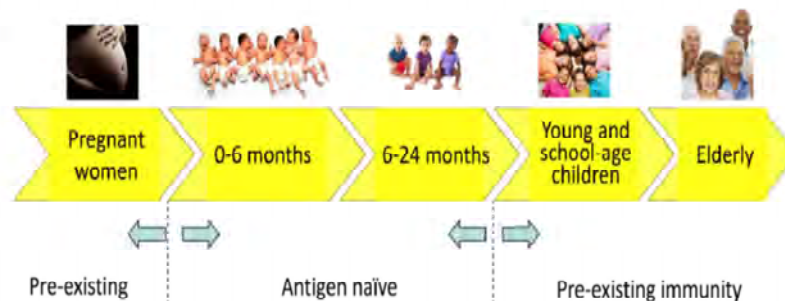 Pregnant
women
0-6 months
6-24 months
Young and
school-age
children
Elderly
Pre-existing
Antigen naïve
Pre-existing immunity